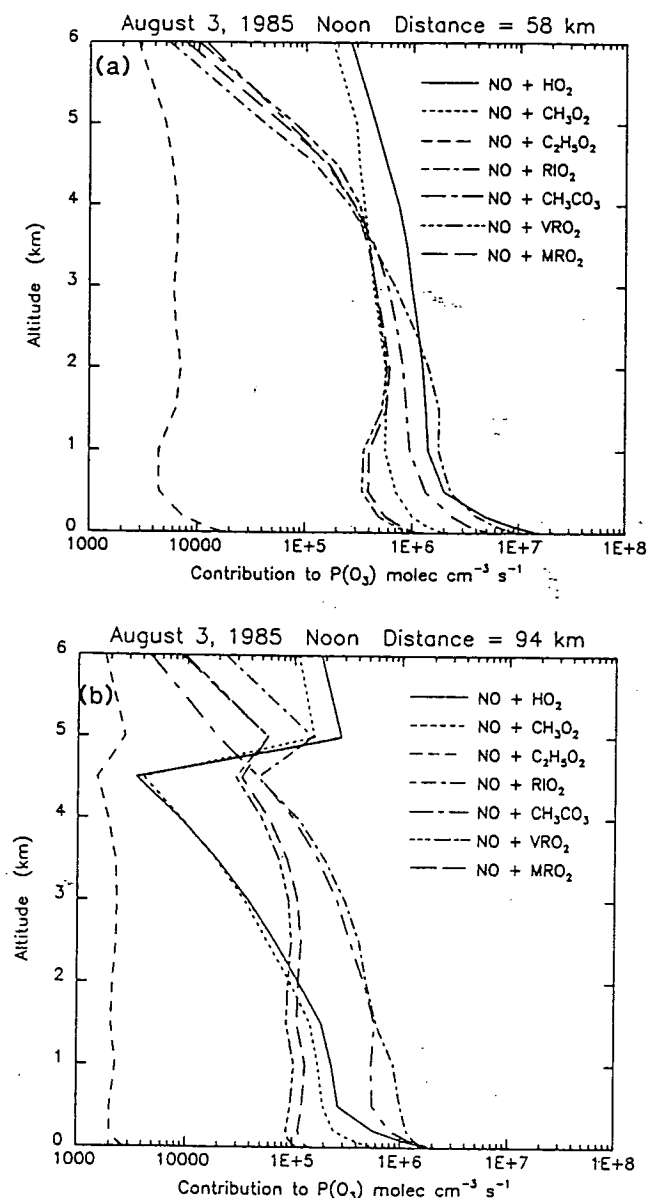 August 3, 1985 Noon Distance = 58 km
(a)
NO + HO₂
NO + CH₃O₂
NO + C₂H₅O₂
NO + RIO₂
NO + CH₃CO₃
NO + VRO₂
NO + MRO₂
6
5
4
3
2
1
0
Altitude (km)
1000 10000 1E+5 1E+6 1E+7 1E+8
Contribution to P(O₃) molec cm⁻³ s⁻¹
August 3, 1985 Noon Distance = 94 km
(b)
NO + HO₂
NO + CH₃O₂
NO + C₂H₅O₂
NO + RIO₂
NO + CH₃CO₃
NO + VRO₂
NO + MRO₂
6
5
4
3
2
1
0
Altitude (km)
1000 10000 1E+5 1E+6 1E+7 1E+8
Contribution to P(O₃) molec cm⁻³ s⁻¹